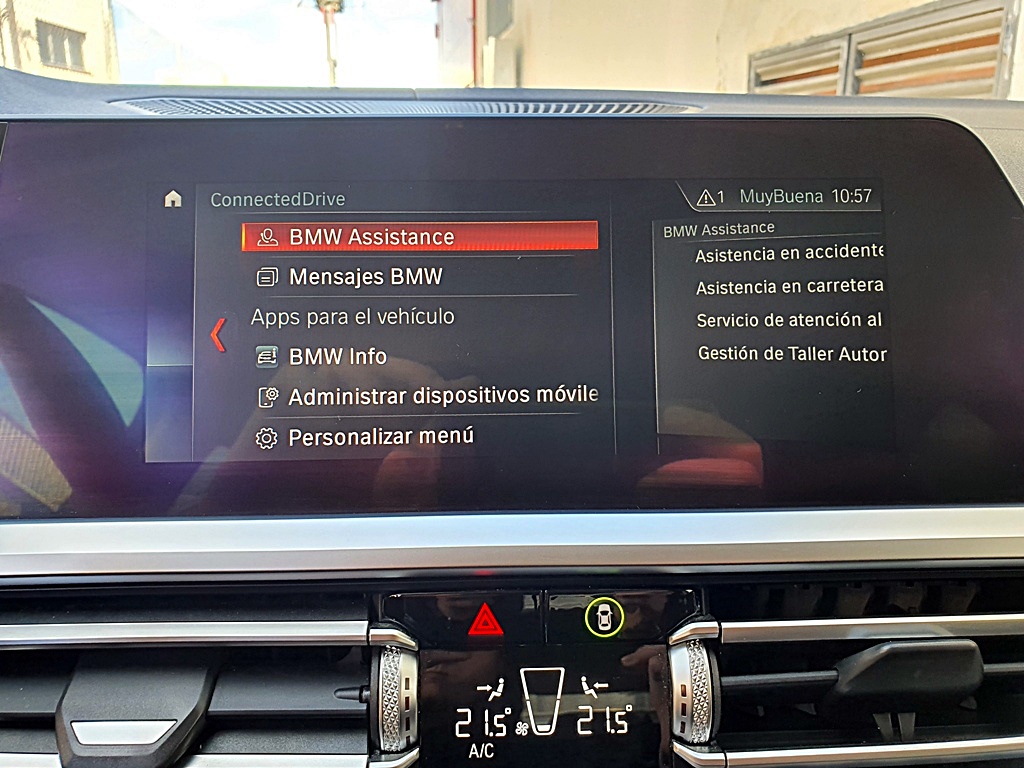 ConnectedDrive
1 MuyBuena 10:57
BMW Assistance
Mensajes BMW
Apps para el vehículo
BMW Info
Administrar dispositivos móvile
Personalizar menú
BMW Assistance
Asistencia en accidente
Asistencia en carretera
Servicio de atención al
Gestión de Taller Autor
21.5° 21.5°
A/C